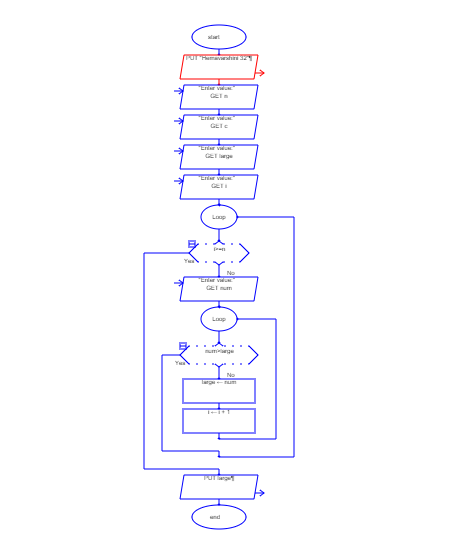 start
PUT "Hemavarshini 32"¶
"Enter value:"
GET n
"Enter value:"
GET c
"Enter value:"
GET large
"Enter value:"
GET i
Loop
i<=n
Yes
No
"Enter value:"
GET num
Loop
num>large
Yes
No
large ← num
i ← i + 1
PUT large¶
end